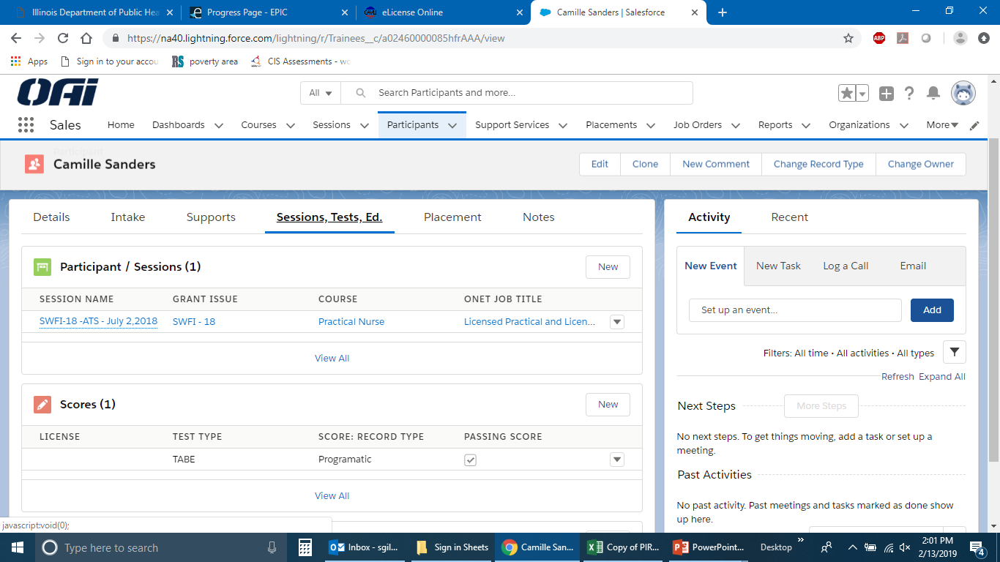 Illinois Department of Public Hea
Progress Page - EPIC
eLicense Online
Camille Sanders | Salesforce
https://na40.lightning.force.com/lightning/r/Trainees__c/a02460000085hfrAAA/view
ABP
Apps
Sign in to your accou
RS
poverty area
CIS Assessments - wc
OAI
All
Search Participants and more...
Sales
Home
Dashboards
Courses
Sessions
Participants
Support Services
Placements
Job Orders
Reports
Organizations
More
Participant
Camille Sanders
Edit
Clone
New Comment
Change Record Type
Change Owner
Details
Intake
Supports
Sessions, Tests, Ed.
Placement
Notes
Participant / Sessions (1)
New
SESSION NAME
GRANT ISSUE
COURSE
ONET JOB TITLE
SWFI-18 -ATS - July 2,2018
SWFI - 18
Practical Nurse
Licensed Practical and Licen...
View All
Scores (1)
New
LICENSE
TEST TYPE
SCORE: RECORD TYPE
PASSING SCORE
TABE
Programatic
View All
Activity
Recent
New Event
New Task
Log a Call
Email
Set up an event...
Add
Filters: All time • All activities • All types
Refresh
Expand All
Next Steps
More Steps
No next steps. To get things moving, add a task or set up a
meeting.
Past Activities
No past activity. Past meetings and tasks marked as done show
up here.
javascript:void(0);
Type here to search
Inbox - sgil...
Sign in Sheets
Camille San...
Copy of PIR...
PowerPoint...
Desktop
2:01 PM
2/13/2019
4